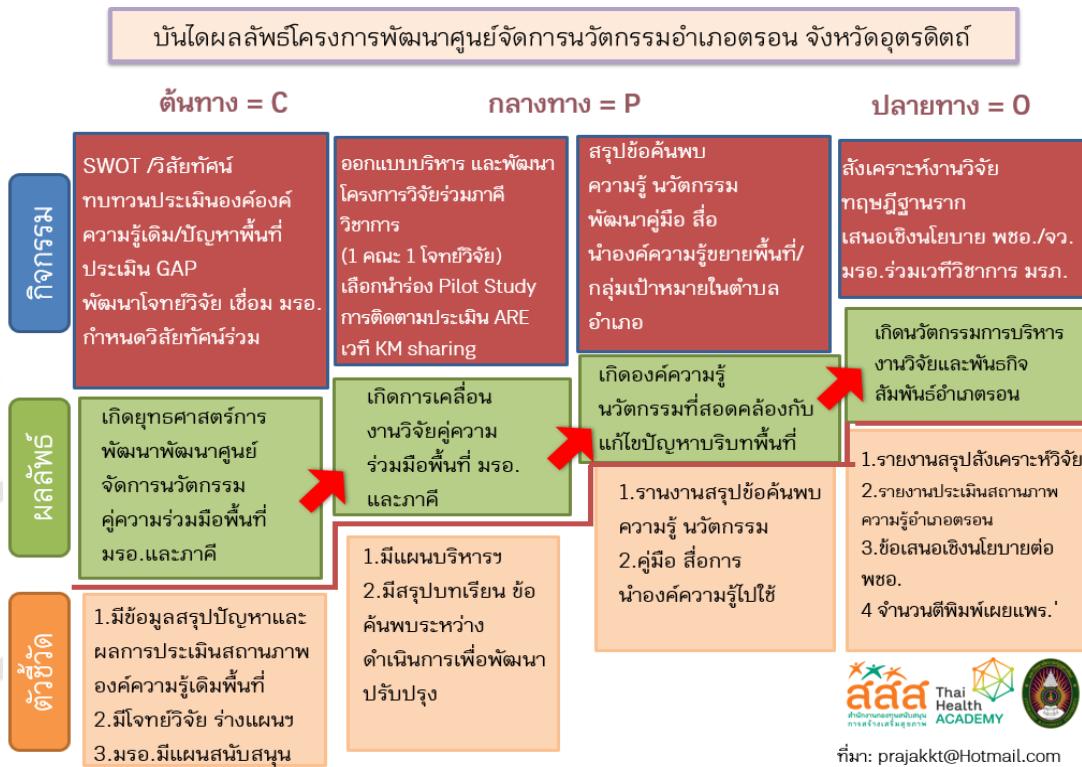 บันไดผลลัพธ์โครงการพัฒนาศูนย์จัดการนวัตกรรมอำเภอตรอน จังหวัดอุตรดิตถ์
ต้นทาง = C
กลางทาง = P
ปลายทาง = O
กิจกรรม
SWOT /วิสัยทัศน์
ทบทวนประเมินองค์องค์
ความรู้เดิม/ปัญหาพื้นที่
ประเมิน GAP
พัฒนาโจทย์วิจัย เชื่อม มรอ.
กำหนดวิสัยทัศน์ร่วม
ออกแบบบริหาร และพัฒนา
โครงการวิจัยร่วมภาคี
วิชาการ
(1 คณะ 1 โจทย์วิจัย)
เลือกนำร่อง Pilot Study
การติดตามประเมิน ARE
เวที KM sharing
สรุปข้อค้นพบ
ความรู้ นวัตกรรม
พัฒนาคู่มือ สื่อ
นำองค์ความรู้ขยายพื้นที่/
กลุ่มเป้าหมายในตำบล
อำเภอ
สังเคราะห์งานวิจัย
ทฤษฎีฐานราก
เสนอเชิงนโยบาย พชอ./จว.
มรอ.ร่วมเวทีวิชาการ มรภ.
ผลลัพธ์
เกิดยุทธศาสตร์การ
พัฒนาพัฒนาศูนย์
จัดการนวัตกรรม
คู่ความร่วมมือพื้นที่
มรอ.และภาคี
เกิดการเคลื่อน
งานวิจัยคู่ความ
ร่วมมือพื้นที่ มรอ.
และภาคี
เกิดองค์ความรู้
นวัตกรรมที่สอดคล้องกับ
แก้ไขปัญหาบริบทพื้นที่
เกิดนวัตกรรมการบริหาร
งานวิจัยและพันธกิจ
สัมพันธ์อำเภอตรอน
ตัวชี้วัด
1.มีข้อมูลสรุปปัญหาและ
ผลการประเมินสถานภาพ
องค์ความรู้เดิมพื้นที่
2.มีโจทย์วิจัย ร่างแผนฯ
3.มรอ.มีแผนสนับสนุน
1.มีแผนบริหารฯ
2.มีสรุปบทเรียน ข้อ
ค้นพบระหว่าง
ดำเนินการเพื่อพัฒนา
ปรับปรุง
1.รานงานสรุปข้อค้นพบ
ความรู้ นวัตกรรม
2.คู่มือ สื่อการ
นำองค์ความรู้ไปใช้
1.รายงานสรุปสังเคราะห์วิจัย
2.รายงานประเมินสถานภาพ
ความรู้อำเภอตรอน
3.ข้อเสนอเชิงนโยบายต่อ
พชอ.
4 จำนวนตีพิมพ์เผยแพร.่
สสส
สำนักงานกองทุนสนับสนุน
การสร้างเสริมสุขภาพ
Thai
Health
ACADEMY
ที่มา: prajakkt@Hotmail.com